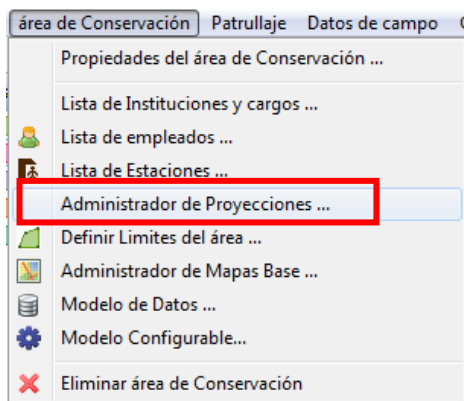 área de Conservación Patrullaje Datos de campo
Propiedades del área de Conservación ...
Lista de Instituciones y cargos ...
Lista de empleados ...
Lista de Estaciones ...
Administrador de Proyecciones ...
Definir Limites del área ...
Administrador de Mapas Base ...
Modelo de Datos ...
Modelo Configurable...
Eliminar área de Conservación